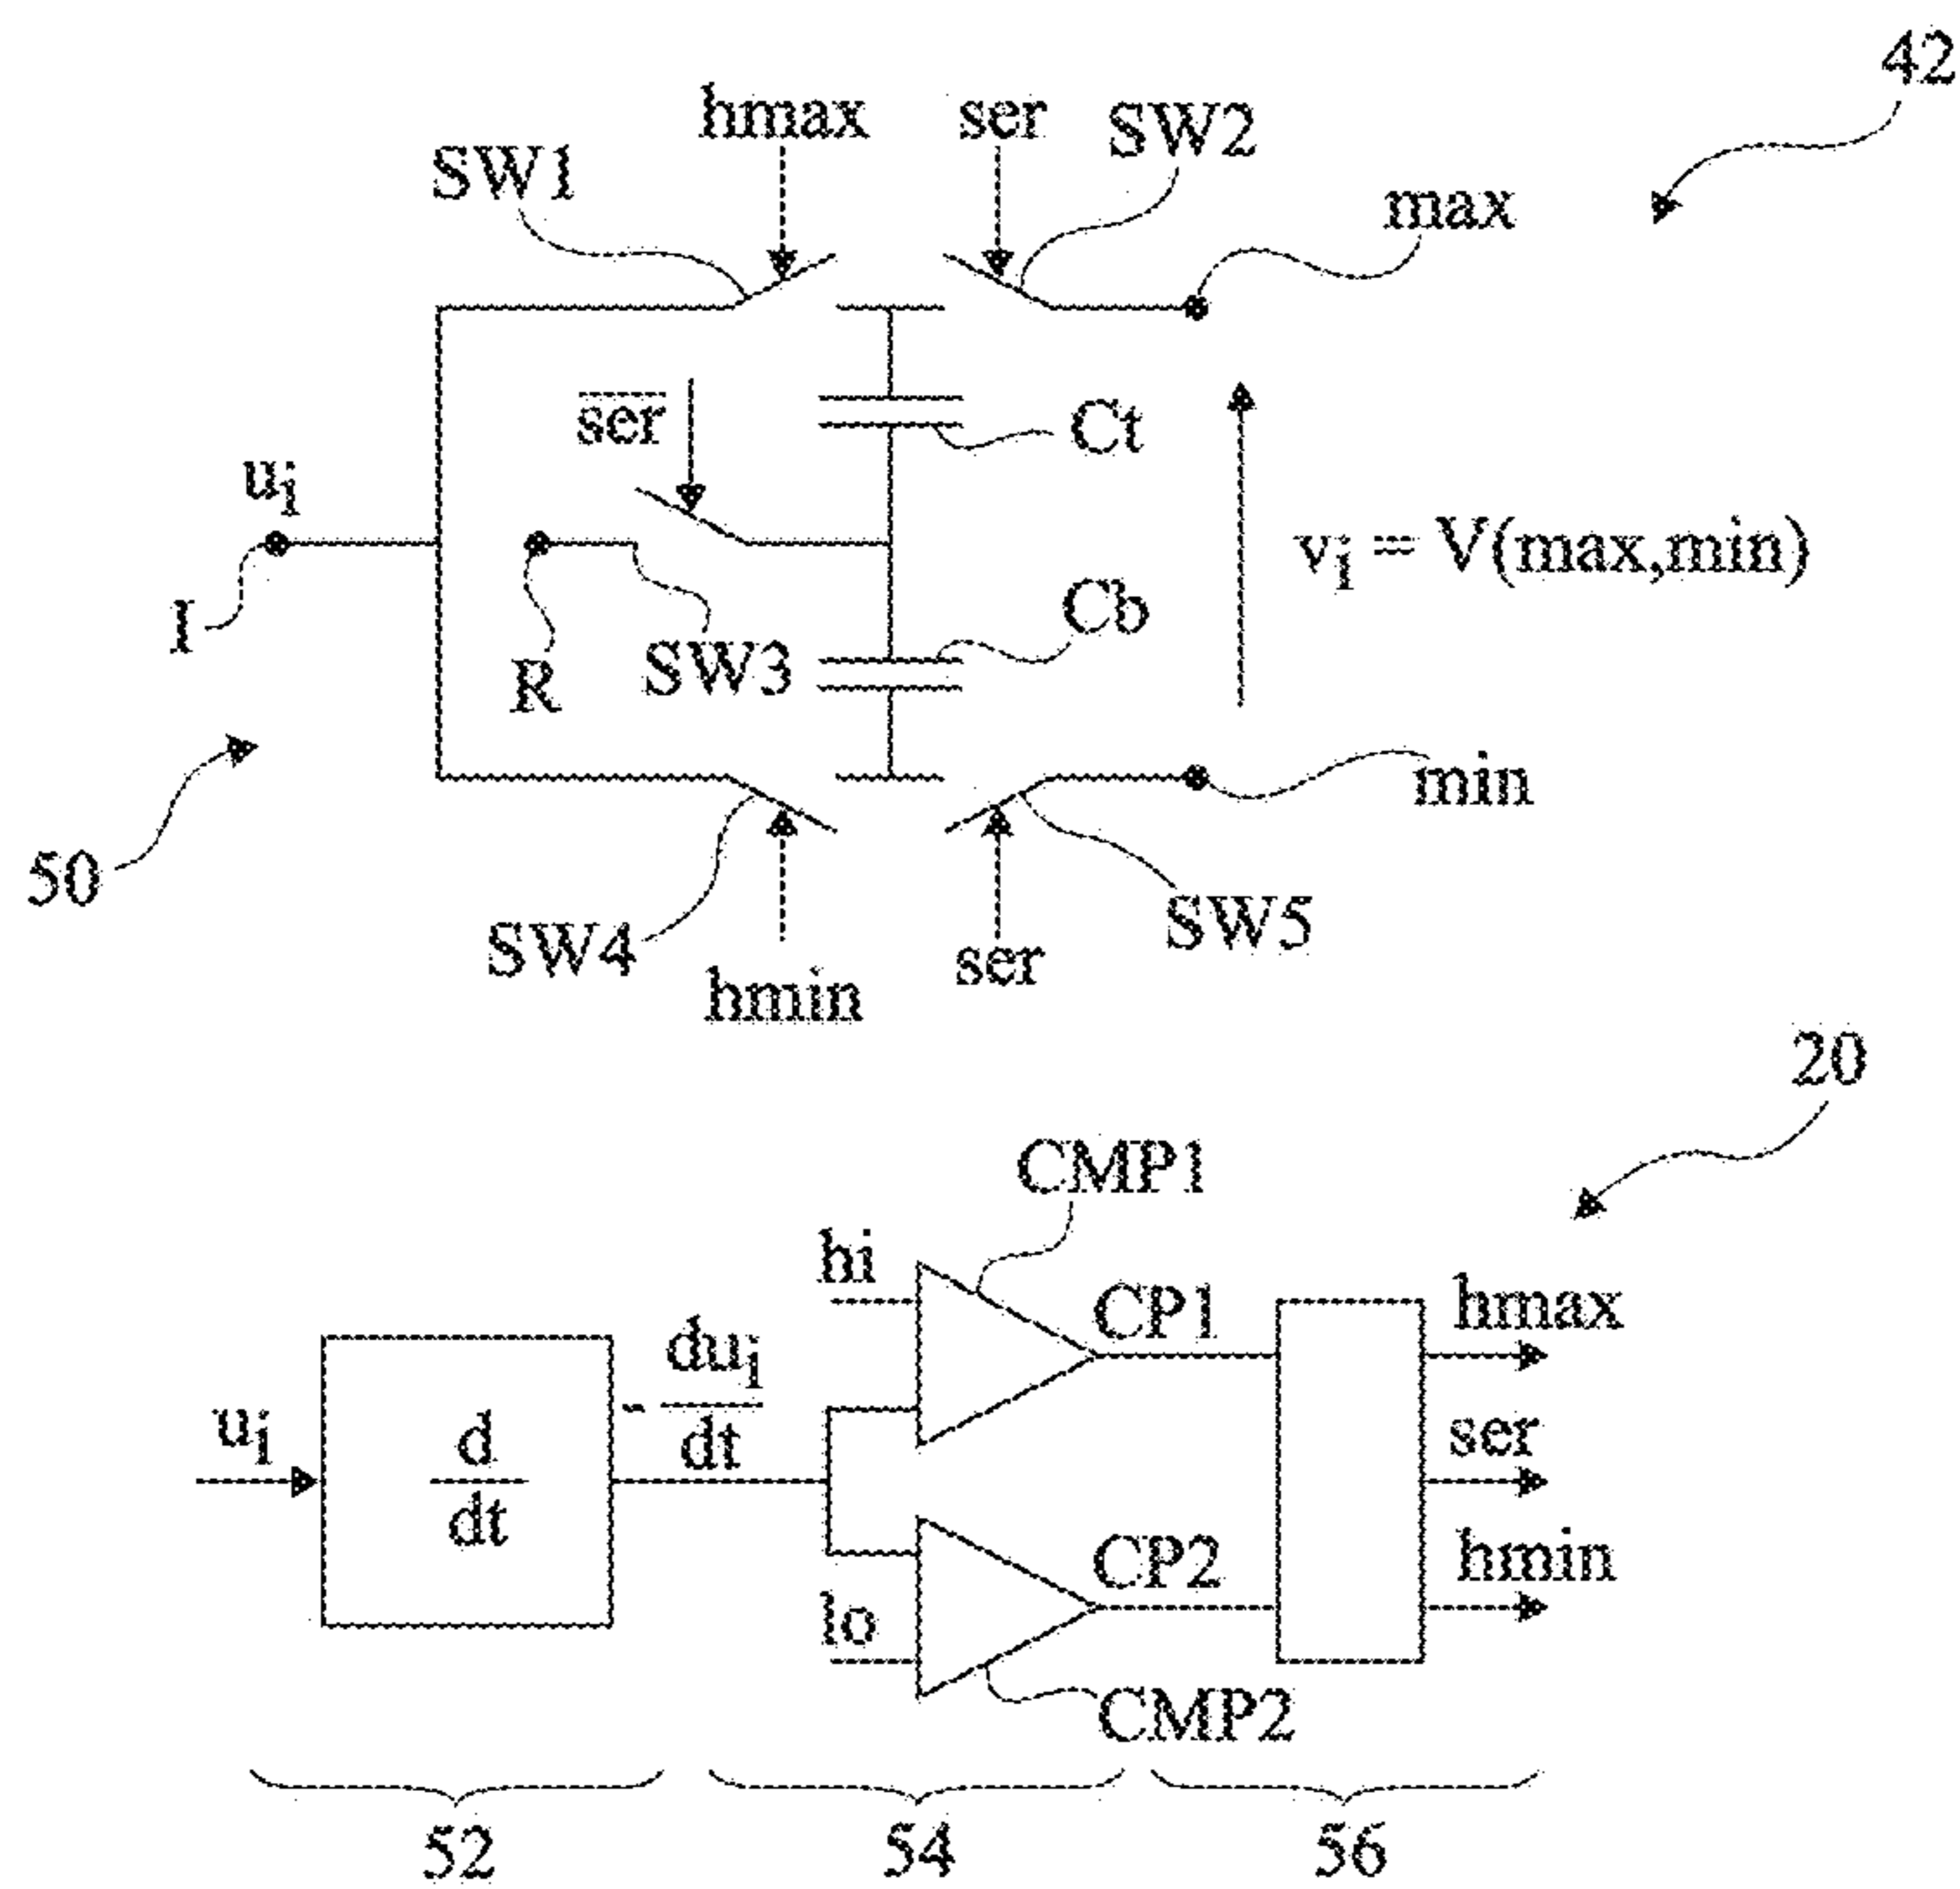 42
hmax
ser
SW2
SW1
max
s̅e̅r̅
Ct
ui
vi = V(max,min)
I
R
SW3
Cb
min
50
SW4
hmin
ser
SW5
20
CMP1
hi
CP1
hmax
ui
d
dt
- dui
dt
ser
CP2
hmin
lo
CMP2
52
54
56